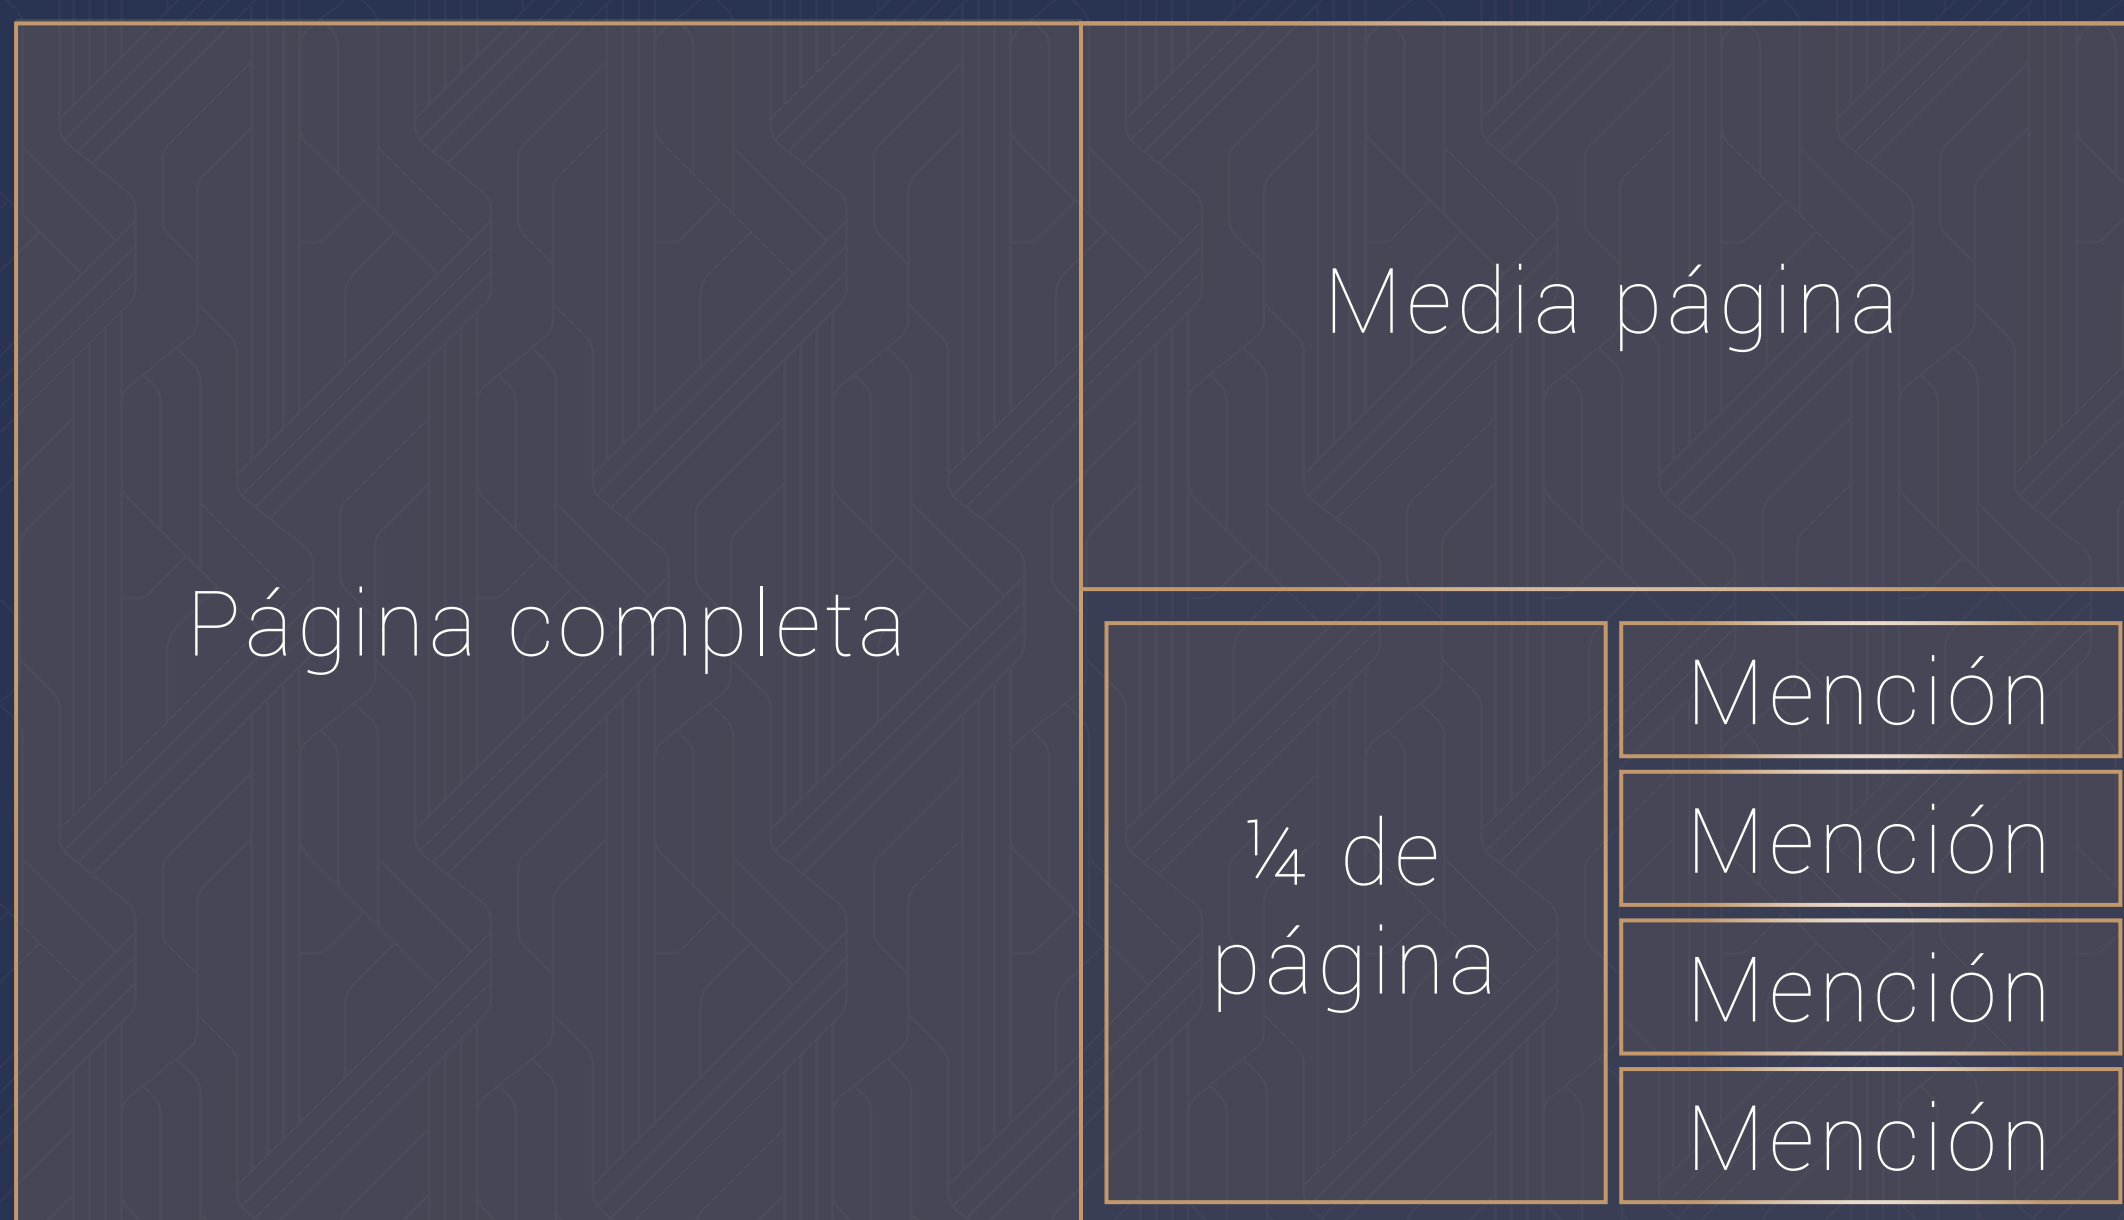 Página completa
Media página
¼ de
página
Mención
Mención
Mención
Mención